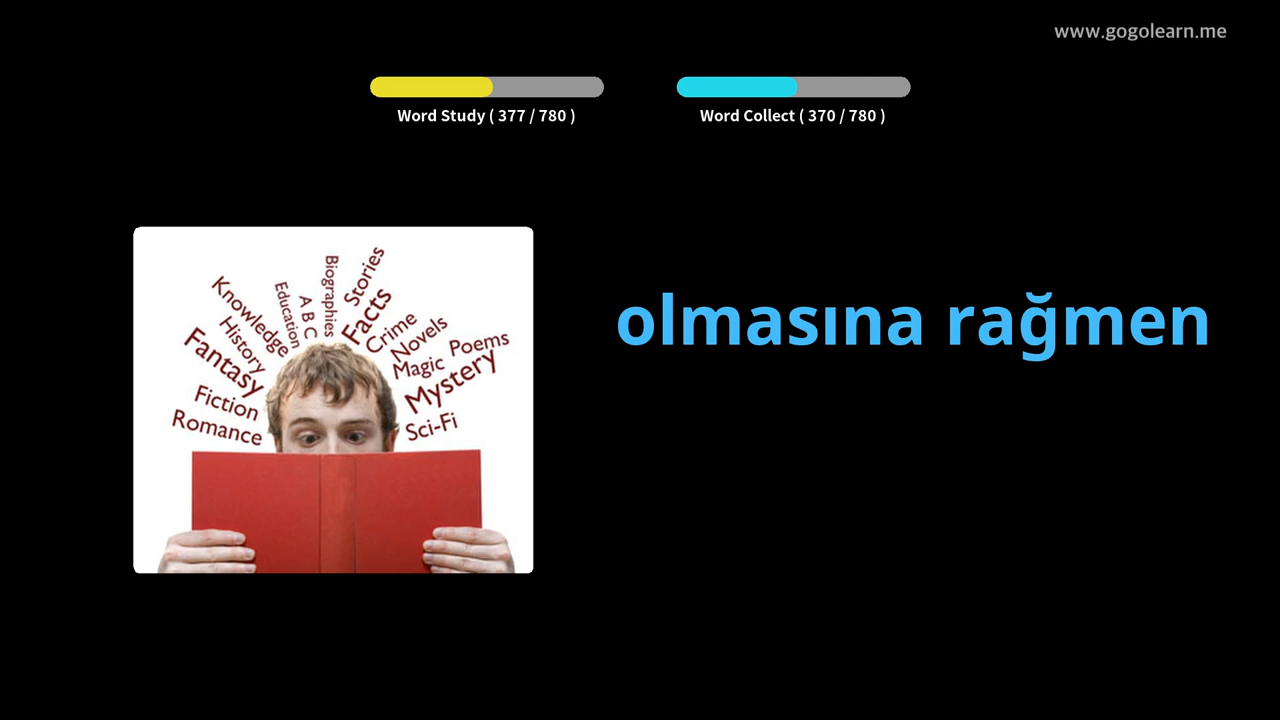 www.gogolearn.me
Word Study ( 377 / 780 )
Word Collect ( 370 / 780 )
olmasına rağmen
Knowledge
History
Fantasy
Fiction
Romance
Education
A B C
Biographies
Stories
Facts
Crime
Novels
Magic
Poems
Mystery
Sci-Fi